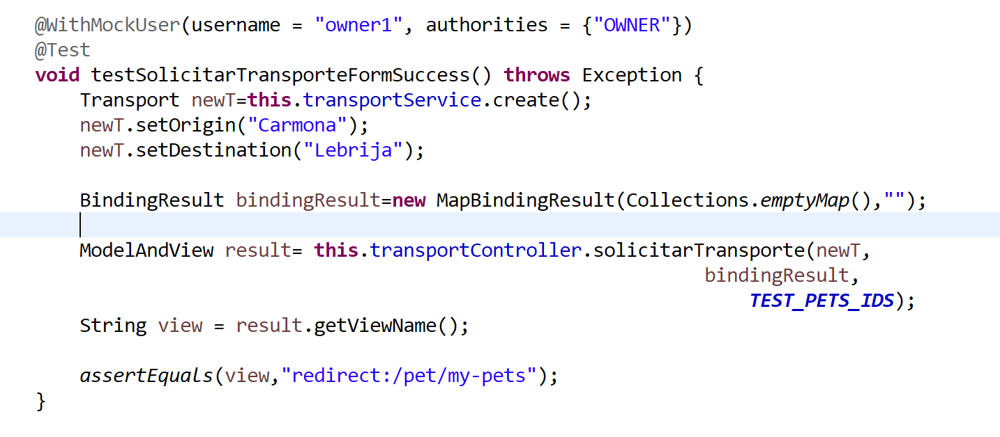 @WithMockUser(username = "owner1", authorities = {"OWNER"})
@Test
void testSolicitarTransporteFormSuccess() throws Exception {
    Transport newT=this.transportService.create();
    newT.setOrigin("Carmona");
    newT.setDestination("Lebrija");

    BindingResult bindingResult=new MapBindingResult(Collections.emptyMap(),"");

    ModelAndView result= this.transportController.solicitarTransporte(newT,
                                                            bindingResult,
                                                                TEST_PETS_IDS);
    String view = result.getViewName();

    assertEquals(view,"redirect:/pet/my-pets");
}